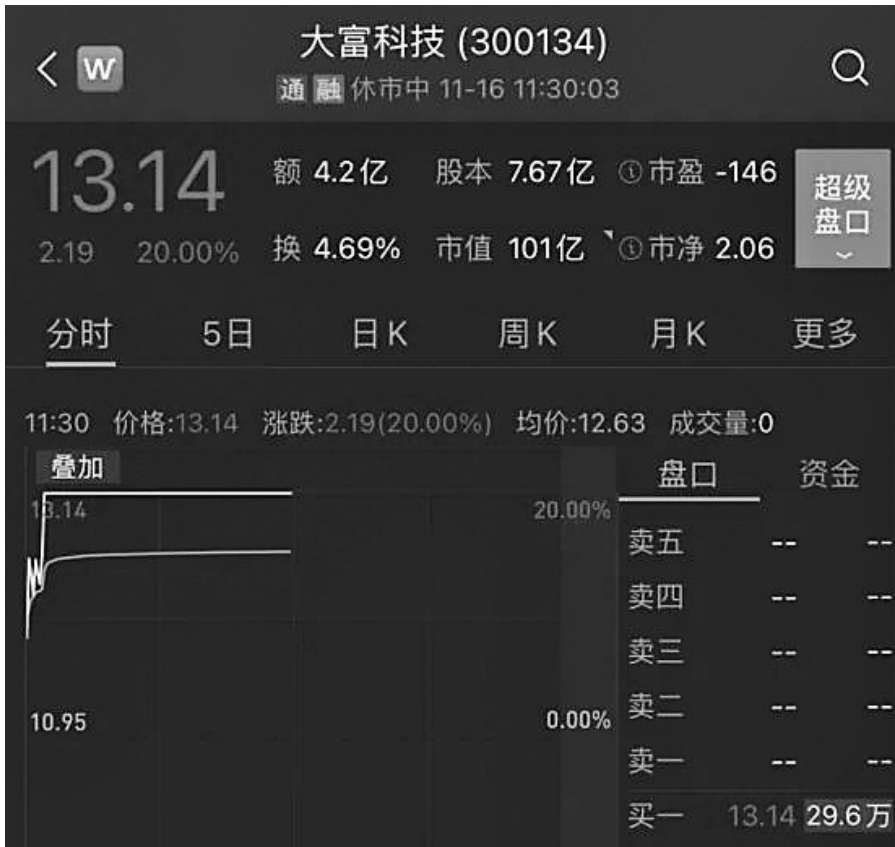 W
大富科技 (300134)
通 融 休市中 11-16 11:30:03
13.14
2.19 20.00%
额 4.2亿 股本 7.67亿 市盈 -146
换 4.69% 市值 101亿 市净 2.06
超级
盘口
分时 5日 日K 周K 月K 更多
11:30 价格:13.14 涨跌:2.19(20.00%) 均价:12.63 成交量:0
叠加
13.14 20.00%
10.95 0.00%
盘口 资金
卖五 -- --
卖四 -- --
卖三 -- --
卖二 -- --
卖一 -- --
买一 13.14 29.6万